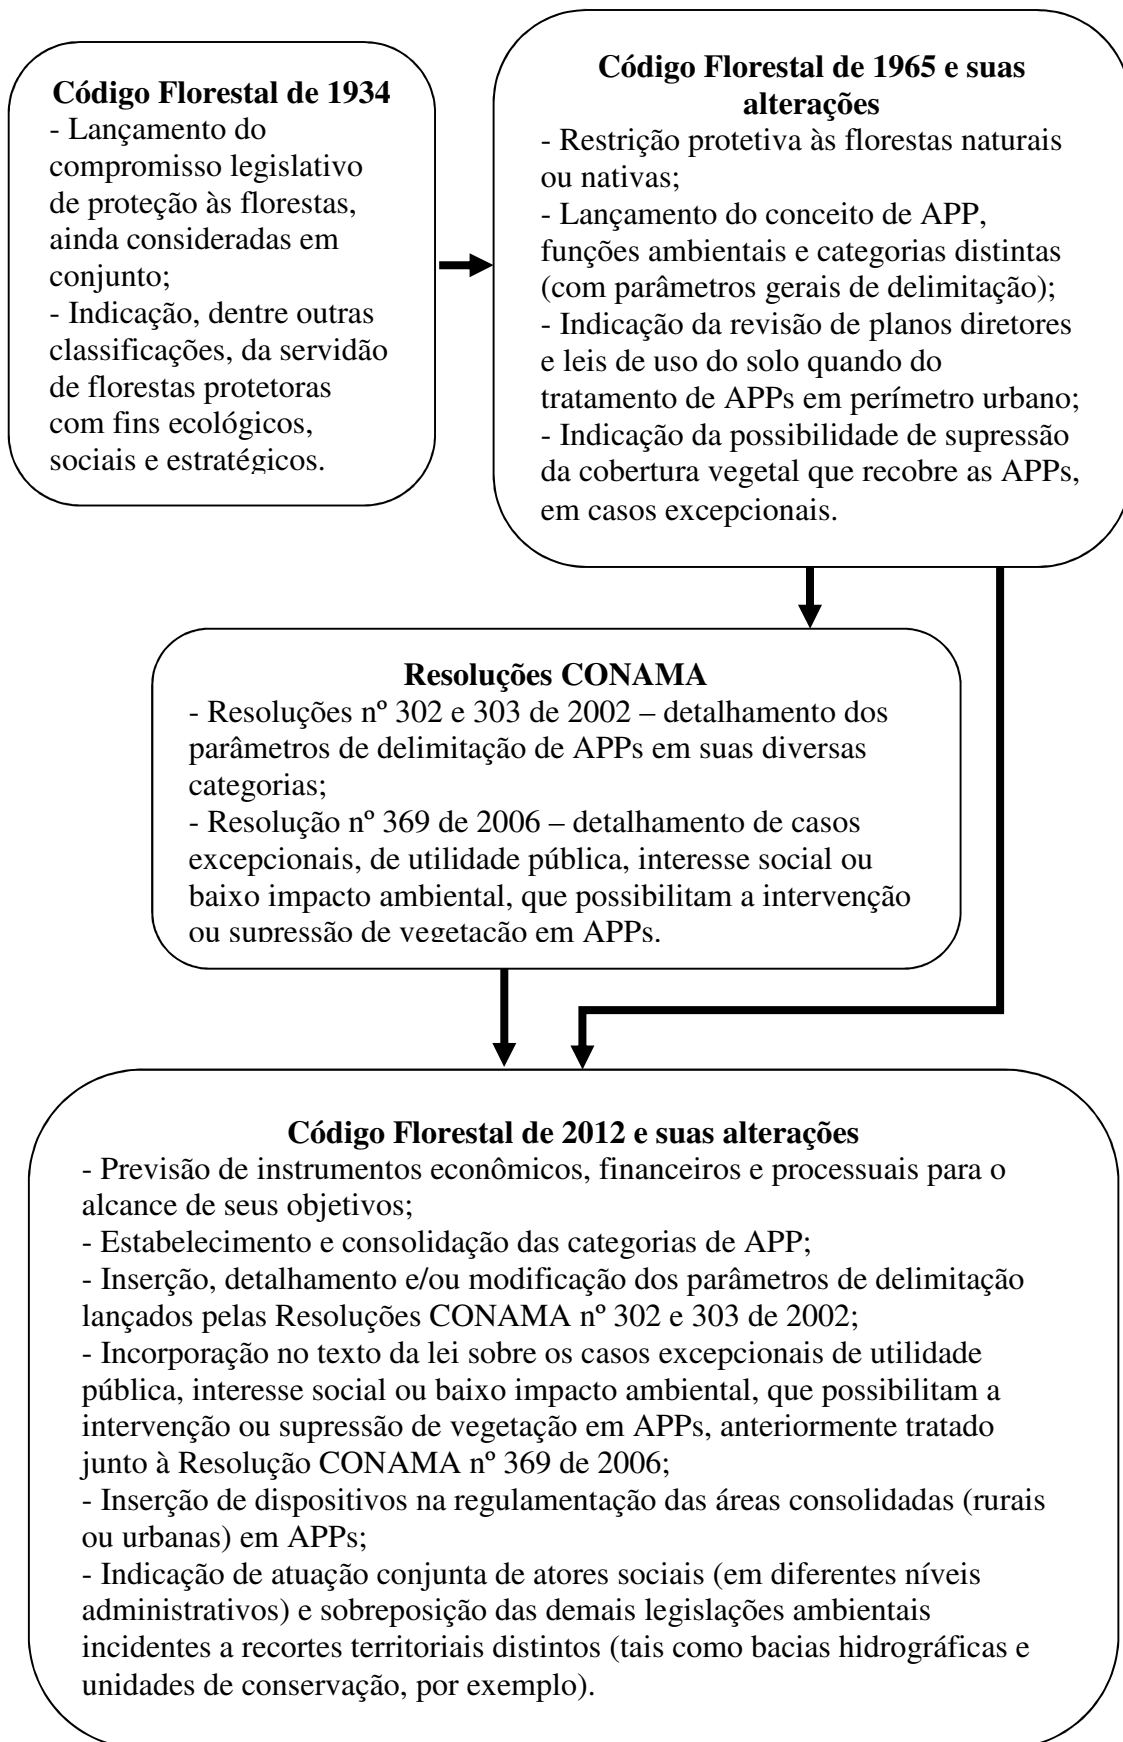 Código Florestal de 1934
- Lançamento do
compromisso legislativo
de proteção às florestas,
ainda consideradas em
conjunto;
- Indicação, dentre outras
classificações, da servidão
de florestas protetoras
com fins ecológicos,
sociais e estratégicos.
Código Florestal de 1965 e suas
alterações
- Restrição protetiva às florestas naturais
ou nativas;
- Lançamento do conceito de APP,
funções ambientais e categorias distintas
(com parâmetros gerais de delimitação);
- Indicação da revisão de planos diretores
e leis de uso do solo quando do
tratamento de APPs em perímetro urbano;
- Indicação da possibilidade de supressão
da cobertura vegetal que recobre as APPs,
em casos excepcionais.
Resoluções CONAMA
- Resoluções nº 302 e 303 de 2002 – detalhamento dos
parâmetros de delimitação de APPs em suas diversas
categorias;
- Resolução nº 369 de 2006 – detalhamento de casos
excepcionais, de utilidade pública, interesse social ou
baixo impacto ambiental, que possibilitam a intervenção
ou supressão de vegetação em APPs.
Código Florestal de 2012 e suas alterações
- Previsão de instrumentos econômicos, financeiros e processuais para o
alcance de seus objetivos;
- Estabelecimento e consolidação das categorias de APP;
- Inserção, detalhamento e/ou modificação dos parâmetros de delimitação
lançados pelas Resoluções CONAMA nº 302 e 303 de 2002;
- Incorporação no texto da lei sobre os casos excepcionais de utilidade
pública, interesse social ou baixo impacto ambiental, que possibilitam a
intervenção ou supressão de vegetação em APPs, anteriormente tratado
junto à Resolução CONAMA nº 369 de 2006;
- Inserção de dispositivos na regulamentação das áreas consolidadas (rurais
ou urbanas) em APPs;
- Indicação de atuação conjunta de atores sociais (em diferentes níveis
administrativos) e sobreposição das demais legislações ambientais
incidentes a recortes territoriais distintos (tais como bacias hidrográficas e
unidades de conservação, por exemplo).